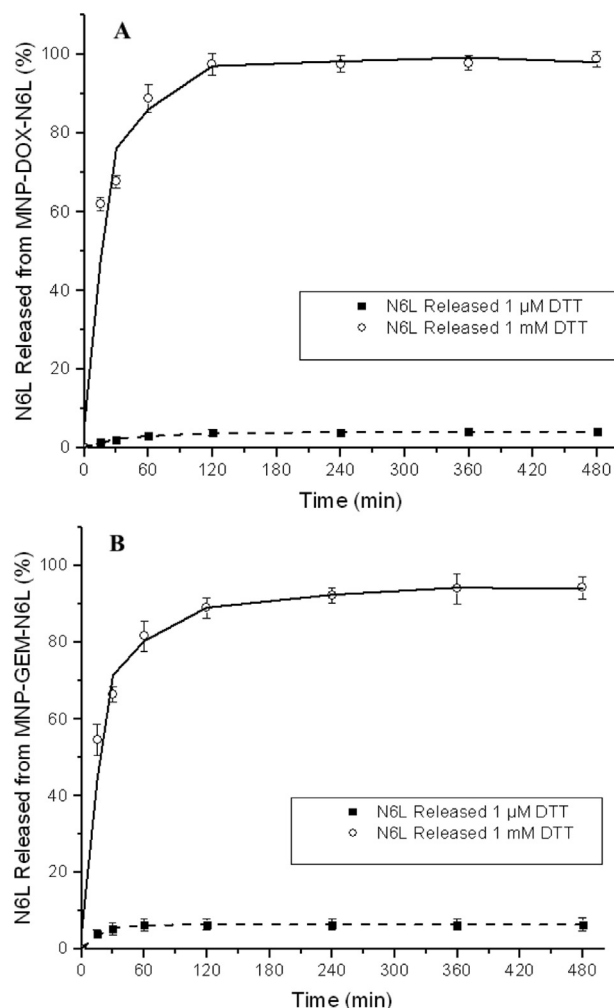 A
N6L Released from MNP-DOX-N6L (%)
100
80
60
40
20
0
N6L Released 1 µM DTT
N6L Released 1 mM DTT
0 60 120 180 240 300 360 420 480
Time (min)
B
N6L Released from MNP-GEM-N6L (%)
100
80
60
40
20
0
N6L Released 1 µM DTT
N6L Released 1 mM DTT
0 60 120 180 240 300 360 420 480
Time (min)